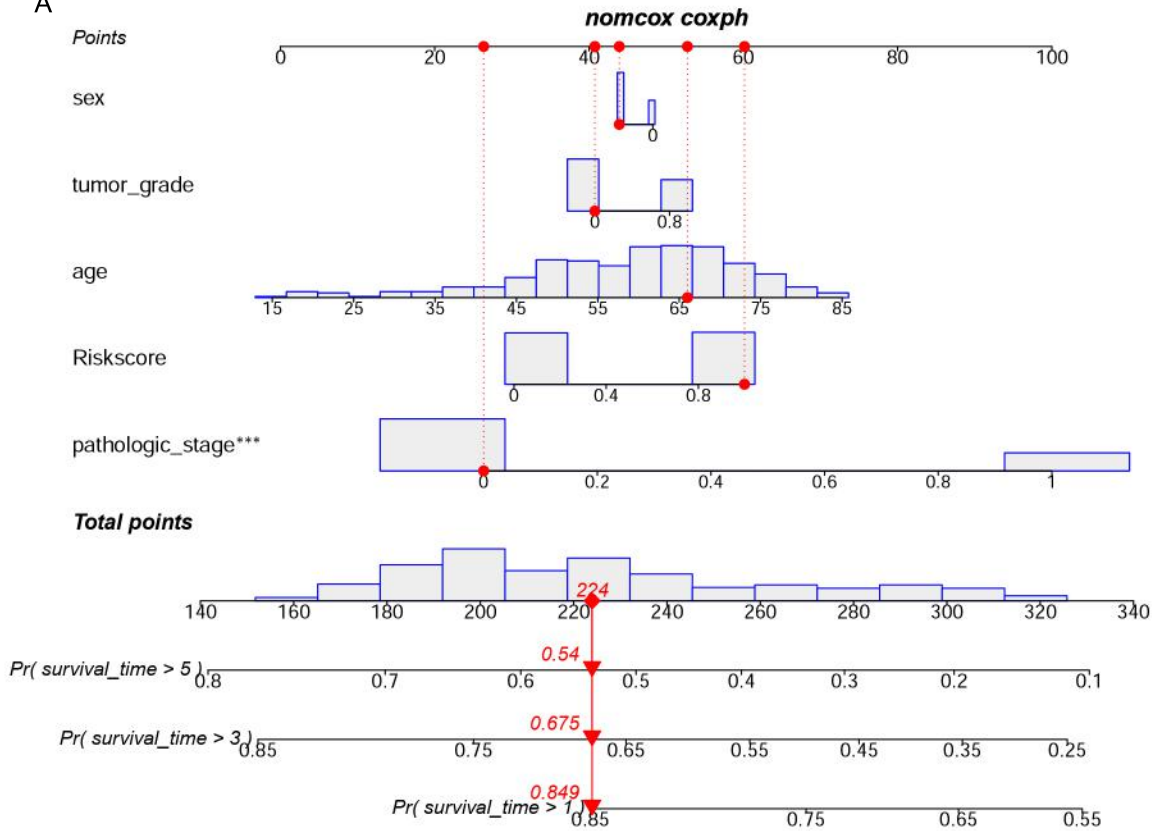 A
nomcox coxph
Points
0 20 40 60 80 100
sex
0
tumor_grade
0 0.8
age
15 25 35 45 55 65 75 85
Riskscore
0 0.4 0.8
pathologic_stage***
0 0.2 0.4 0.6 0.8 1
Total points
224
140 160 180 200 220 240 260 280 300 320 340
0.54
Pr( survival_time > 5 )
0.8 0.7 0.6 0.5 0.4 0.3 0.2 0.1
0.675
Pr( survival_time > 3 )
0.85 0.75 0.65 0.55 0.45 0.35 0.25
0.849
Pr( survival_time > 1 )
0.85 0.75 0.65 0.55